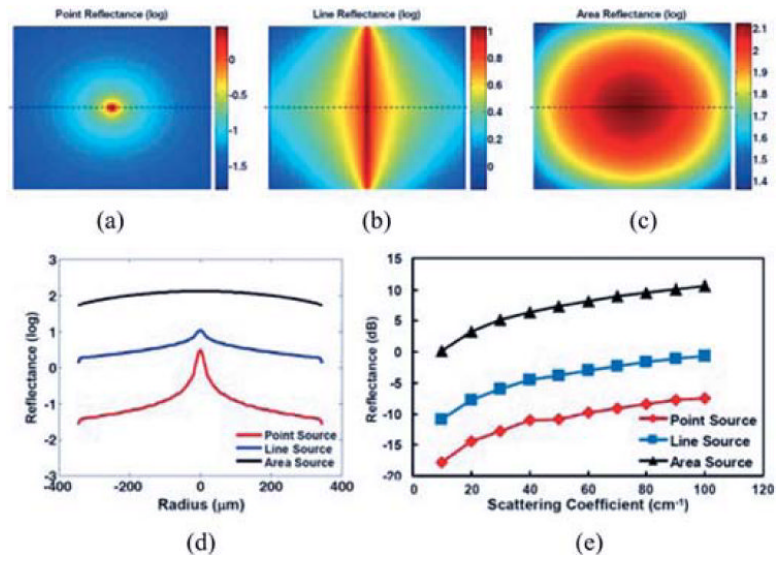 Point Reflectance (log)
0
-0.5
-1
-1.5
(a)
Line Reflectance (log)
1
0.8
0.6
0.4
0.2
0
(b)
Area Reflectance (log)
2.1
2
1.9
1.8
1.7
1.6
1.5
1.4
(c)
Reflectance (log)
3
2
1
0
-1
-2
-3
-400
-200
0
200
400
Point Source
Line Source
Area Source
Radius (μm)
(d)
Reflectance (dB)
15
10
5
0
-5
-10
-15
-20
0
20
40
60
80
100
120
Point Source
Line Source
Area Source
Scattering Coefficient (cm⁻¹)
(e)